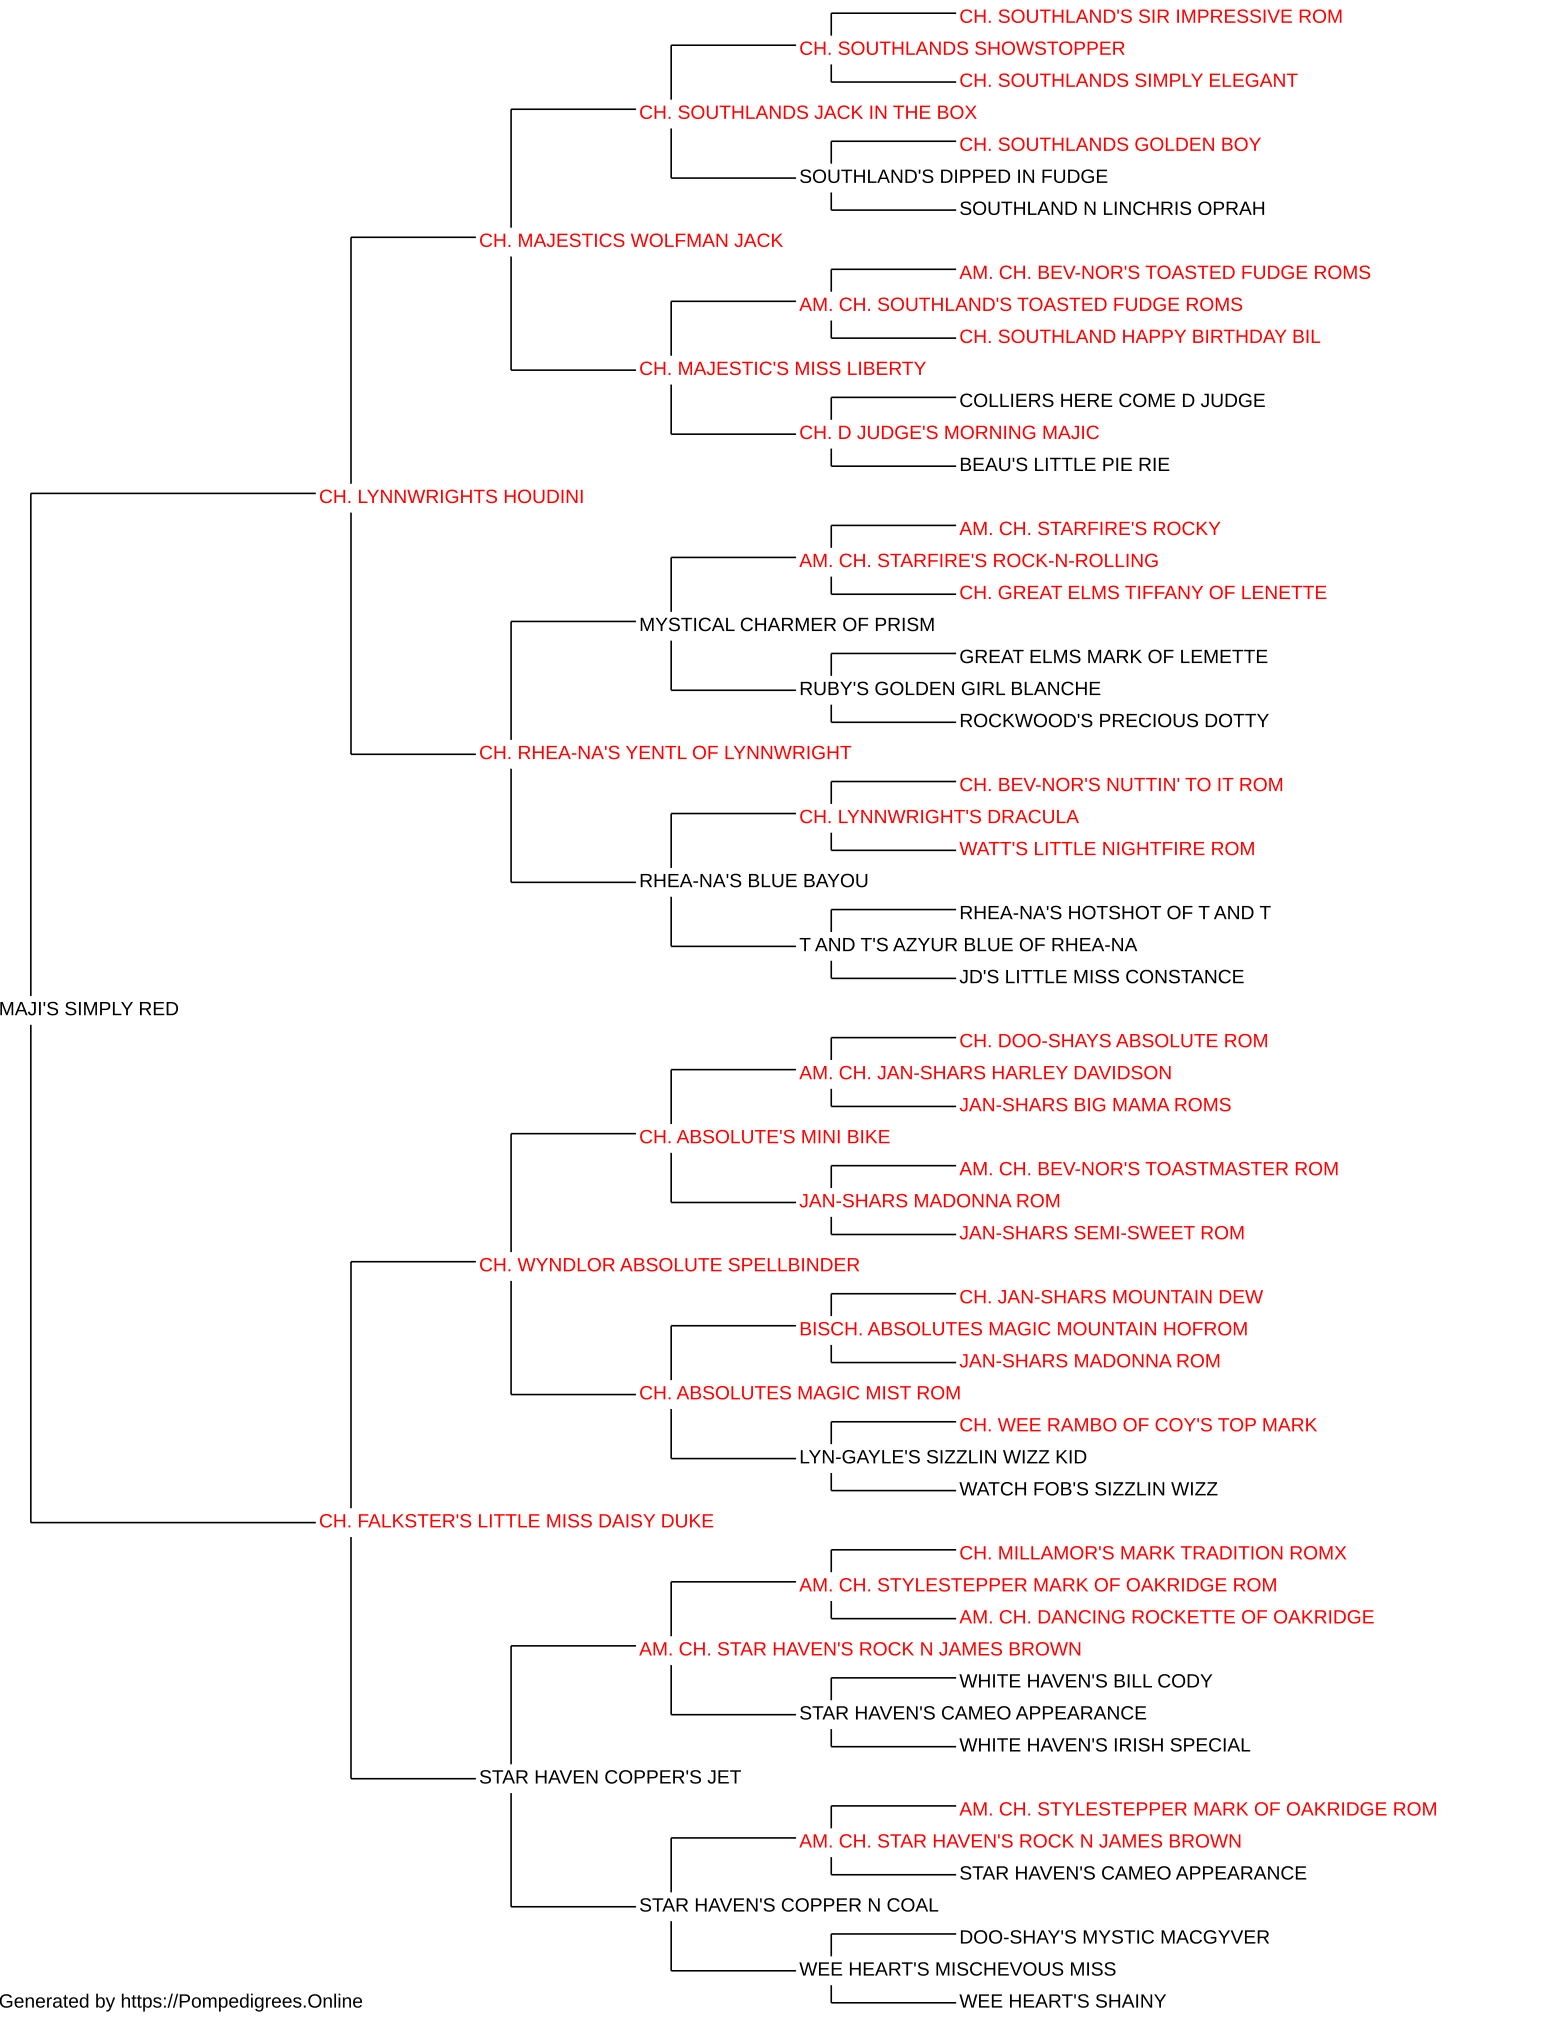 CH. SOUTHLAND'S SIR IMPRESSIVE ROM
CH. SOUTHLANDS SHOWSTOPPER
CH. SOUTHLANDS SIMPLY ELEGANT
CH. SOUTHLANDS JACK IN THE BOX
CH. SOUTHLANDS GOLDEN BOY
SOUTHLAND'S DIPPED IN FUDGE
SOUTHLAND N LINCHRIS OPRAH
CH. MAJESTICS WOLFMAN JACK
AM. CH. BEV-NOR'S TOASTED FUDGE ROMS
AM. CH. SOUTHLAND'S TOASTED FUDGE ROMS
CH. SOUTHLAND HAPPY BIRTHDAY BIL
CH. MAJESTIC'S MISS LIBERTY
COLLIERS HERE COME D JUDGE
CH. D JUDGE'S MORNING MAJIC
BEAU'S LITTLE PIE RIE
CH. LYNNWRIGHTS HOUDINI
AM. CH. STARFIRE'S ROCKY
AM. CH. STARFIRE'S ROCK-N-ROLLING
CH. GREAT ELMS TIFFANY OF LENETTE
MYSTICAL CHARMER OF PRISM
GREAT ELMS MARK OF LEMETTE
RUBY'S GOLDEN GIRL BLANCHE
ROCKWOOD'S PRECIOUS DOTTY
CH. RHEA-NA'S YENTL OF LYNNWRIGHT
CH. BEV-NOR'S NUTTIN' TO IT ROM
CH. LYNNWRIGHT'S DRACULA
WATT'S LITTLE NIGHTFIRE ROM
RHEA-NA'S BLUE BAYOU
RHEA-NA'S HOTSHOT OF T AND T
T AND T'S AZYUR BLUE OF RHEA-NA
JD'S LITTLE MISS CONSTANCE
MAJI'S SIMPLY RED
CH. DOO-SHAYS ABSOLUTE ROM
AM. CH. JAN-SHARS HARLEY DAVIDSON
JAN-SHARS BIG MAMA ROMS
CH. ABSOLUTE'S MINI BIKE
AM. CH. BEV-NOR'S TOASTMASTER ROM
JAN-SHARS MADONNA ROM
JAN-SHARS SEMI-SWEET ROM
CH. WYNDLOR ABSOLUTE SPELLBINDER
CH. JAN-SHARS MOUNTAIN DEW
BISCH. ABSOLUTES MAGIC MOUNTAIN HOFROM
JAN-SHARS MADONNA ROM
CH. ABSOLUTES MAGIC MIST ROM
CH. WEE RAMBO OF COY'S TOP MARK
LYN-GAYLE'S SIZZLIN WIZZ KID
WATCH FOB'S SIZZLIN WIZZ
CH. FALKSTER'S LITTLE MISS DAISY DUKE
CH. MILLAMOR'S MARK TRADITION ROMX
AM. CH. STYLESTEPPER MARK OF OAKRIDGE ROM
AM. CH. DANCING ROCKETTE OF OAKRIDGE
AM. CH. STAR HAVEN'S ROCK N JAMES BROWN
WHITE HAVEN'S BILL CODY
STAR HAVEN'S CAMEO APPEARANCE
WHITE HAVEN'S IRISH SPECIAL
STAR HAVEN COPPER'S JET
AM. CH. STYLESTEPPER MARK OF OAKRIDGE ROM
AM. CH. STAR HAVEN'S ROCK N JAMES BROWN
STAR HAVEN'S CAMEO APPEARANCE
STAR HAVEN'S COPPER N COAL
DOO-SHAY'S MYSTIC MACGYVER
WEE HEART'S MISCHEVOUS MISS
WEE HEART'S SHAINY
Generated by https://Pompedigrees.Online